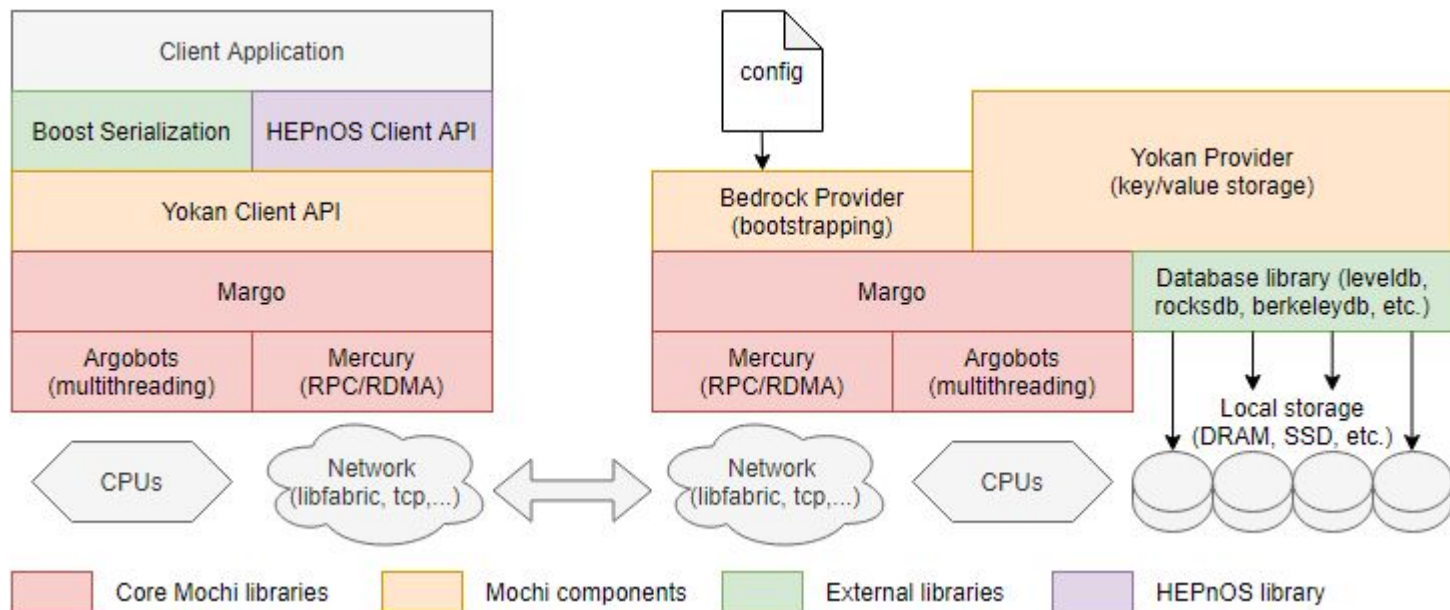 Client Application
Boost Serialization
HEPnOS Client API
Yokan Client API
Margo
Argobots
(multithreading)
Mercury
(RPC/RDMA)
CPUs
Network
(libfabric, tcp,...)
config
Bedrock Provider
(bootstrapping)
Yokan Provider
(key/value storage)
Margo
Database library (leveldb,
rocksdb, berkeleydb, etc.)
Mercury
(RPC/RDMA)
Argobots
(multithreading)
Local storage
(DRAM, SSD, etc.)
Network
(libfabric, tcp,...)
CPUs
Core Mochi libraries
Mochi components
External libraries
HEPnOS library